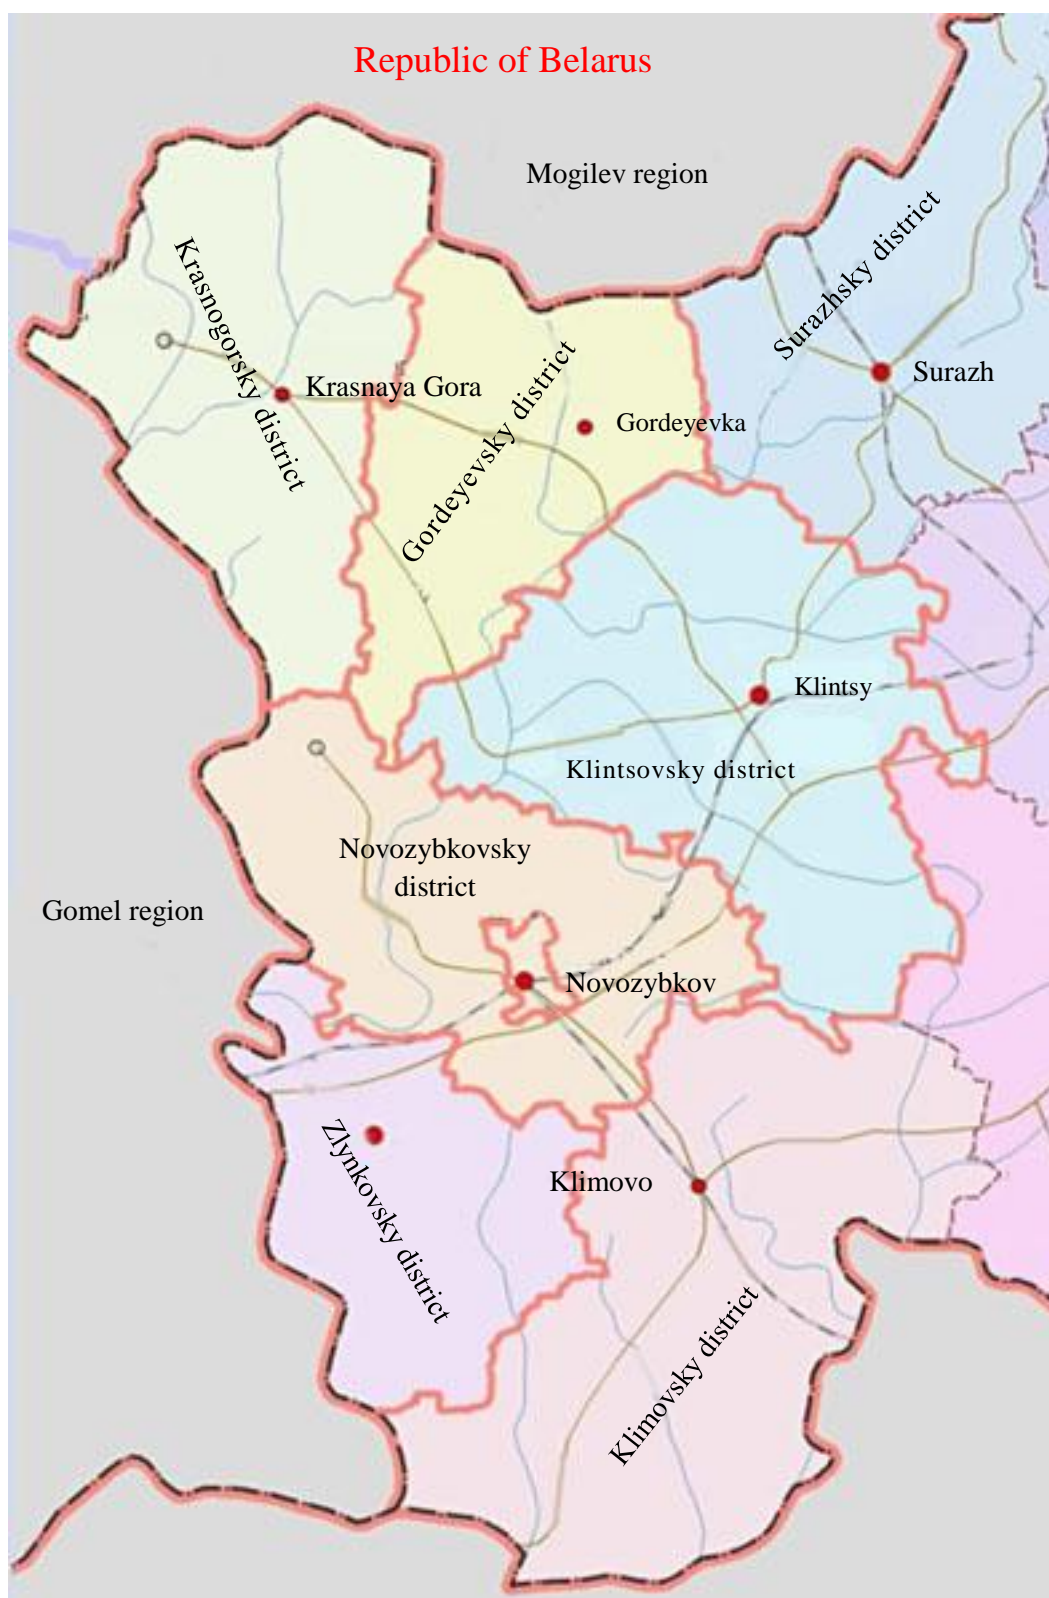 Republic of Belarus
Mogilev region
Krasnogorsky district
Surazhsky district
Surazh
Krasnaya Gora
Gordeyevsky district
Gordeyevka
Klintsy
Klintsovsky district
Novozybkovsky
district
Gomel region
Novozybkov
Zlynkovsky district
Klimovo
Klimovsky district